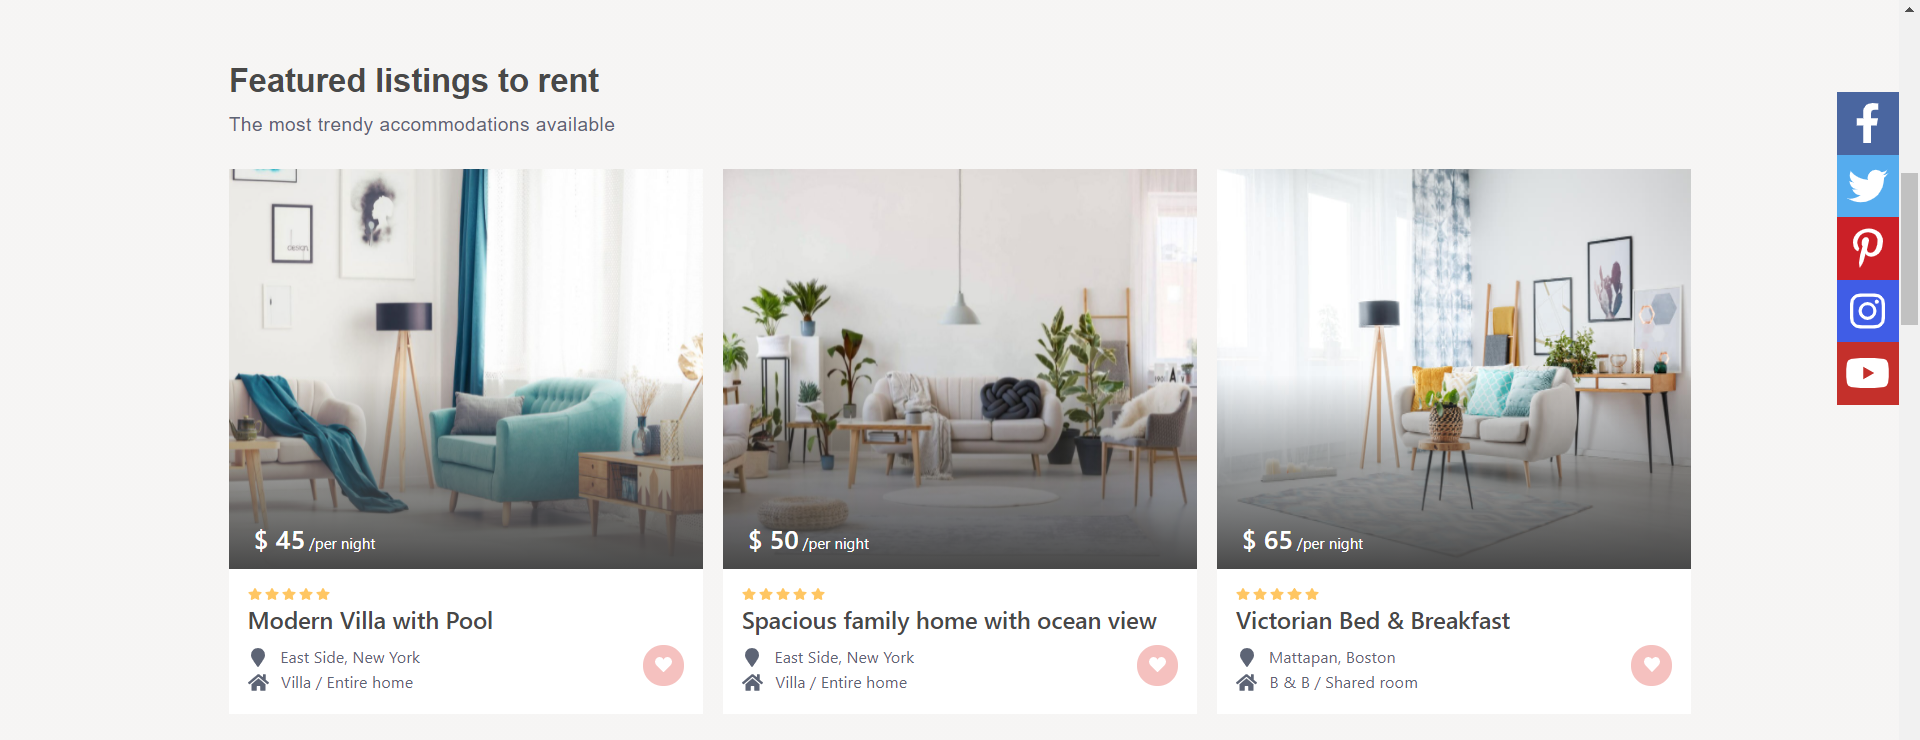 Featured listings to rent
The most trendy accommodations available
design.
$ 45 /per night
Modern Villa with Pool
East Side, New York
Villa / Entire home
A
$ 50 /per night
Spacious family home with ocean view
East Side, New York
Villa / Entire home
$ 65 /per night
Victorian Bed & Breakfast
Mattapan, Boston
B & B / Shared room